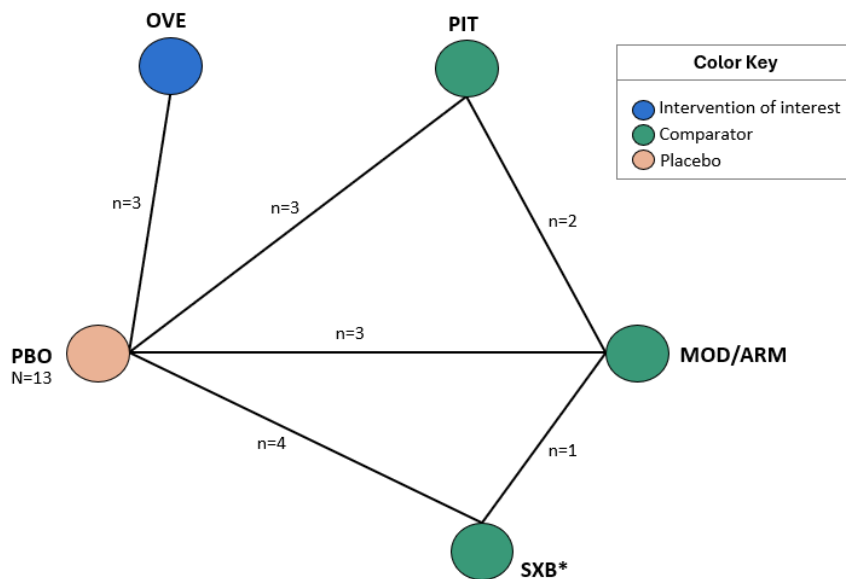 OVE
PIT
Color Key
Intervention of interest
Comparator
Placebo
n=3
n=3
n=2
n=3
PBO
N=13
MOD/ARM
n=4
n=1
SXB*